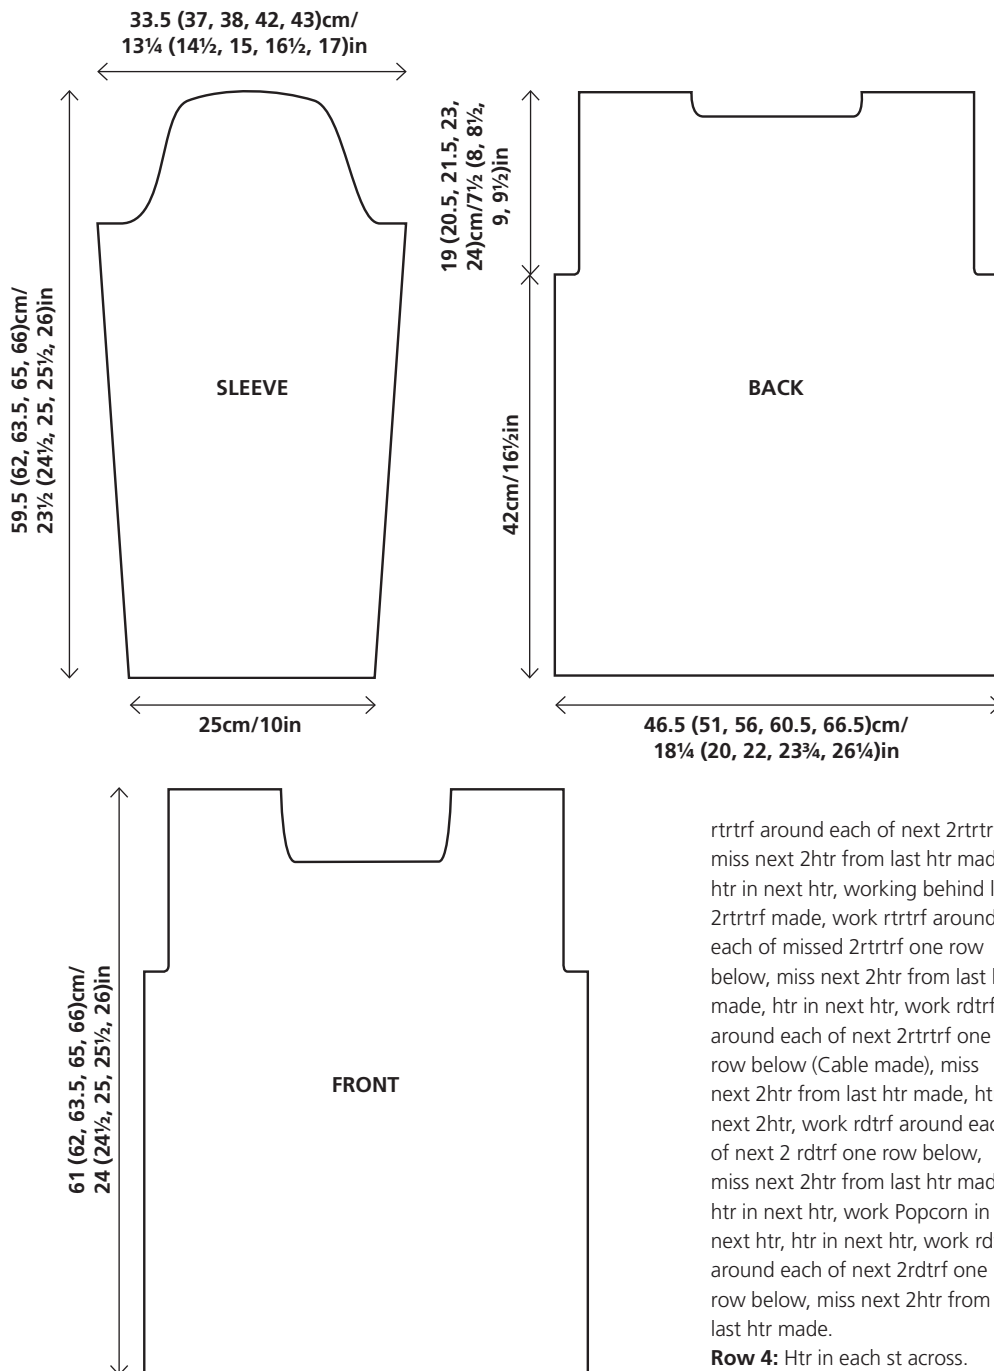 33.5 (37, 38, 42, 43)cm/
13¼ (14½, 15, 16½, 17)in
59.5 (62, 63.5, 65, 66)cm/
23½ (24½, 25, 25½, 26)in
SLEEVE
25cm/10in
19 (20.5, 21.5, 23,
24)cm/7½ (8, 8½,
9, 9½)in
42cm/16½in
BACK
46.5 (51, 56, 60.5, 66.5)cm/
18¼ (20, 22, 23¾, 26¼)in
61 (62, 63.5, 65, 66)cm/
24 (24½, 25, 25½, 26)in
FRONT
rtrtrf around each of next
miss next 2htr from last htr
htr in next htr, working behind
2rtrtrf made, work rtrtrf around
each of missed 2rtrtrf one row
below, miss next 2htr from last
made, htr in next htr, work rdtrf
around each of next 2rtrtrf one
row below (Cable made), miss
next 2htr from last htr made,
next 2htr, work rdtrf around
of next 2 rdtrf one row below,
miss next 2htr from last htr
htr in next htr, work Popcorn in
next htr, htr in next htr, work
around each of next 2rdtrf one
row below, miss next 2htr from
last htr made.
Row 4: Htr in each st across.